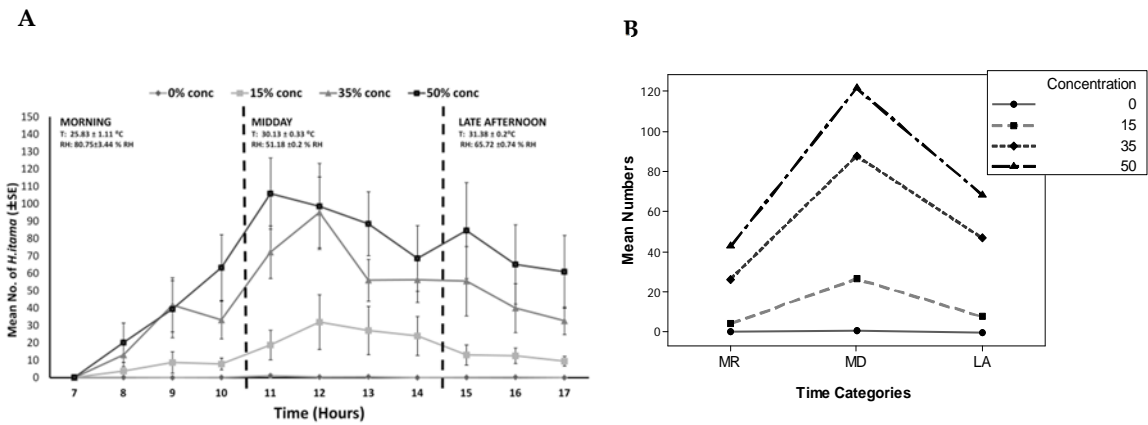 A
0% conc 15% conc 35% conc 50% conc
150
140
130
120
110
100
90
80
70
60
50
40
30
20
10
0
Mean No. of H.itama (±SE)
MORNING
T: 25.83 ± 1.11 °C
RH: 80.75±3.44 % RH
MIDDAY
T: 30.13 ± 0.33 °C
RH: 51.18 ±0.2 % RH
LATE AFTERNOON
T: 31.38 ± 0.2°C
RH: 65.72 ±0.74 % RH
7 8 9 10 11 12 13 14 15 16 17
Time (Hours)
B
120
100
80
60
40
20
0
Mean Numbers
Concentration
0
15
35
50
MR MD LA
Time Categories